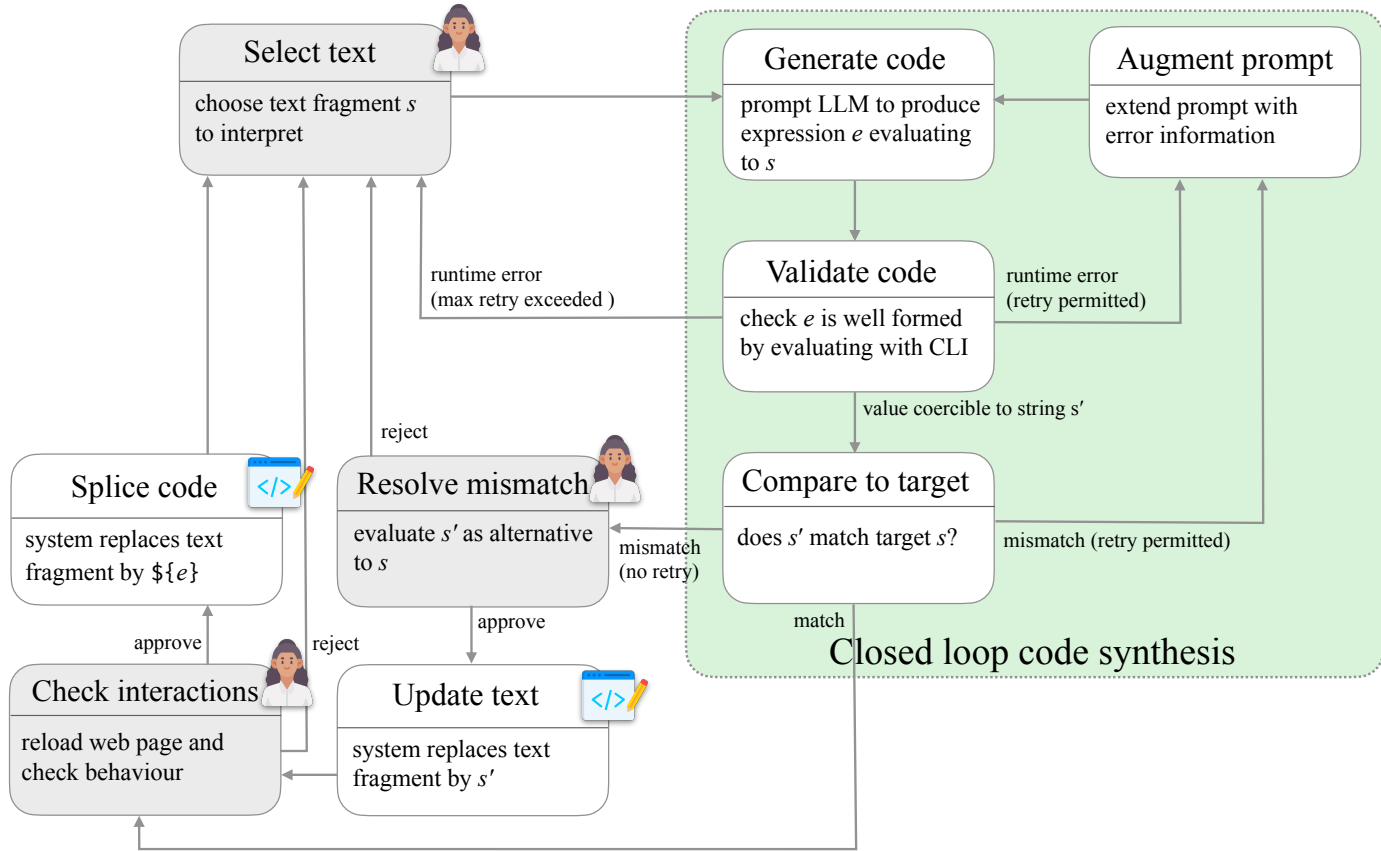 Select text
choose text fragment s
to interpret
Generate code
prompt LLM to produce
expression e evaluating
to s
Augment prompt
extend prompt with
error information
runtime error
(max retry exceeded )
Validate code
check e is well formed
by evaluating with CLI
runtime error
(retry permitted)
value coercible to string s′
reject
Splice code
</>
system replaces text
fragment by ${e}
Resolve mismatch
evaluate s′ as alternative
to s
mismatch
(no retry)
Compare to target
does s′ match target s?
mismatch (retry permitted)
approve
reject
approve
match
Closed loop code synthesis
Check interactions
reload web page and
check behaviour
Update text
</>
system replaces text
fragment by s′